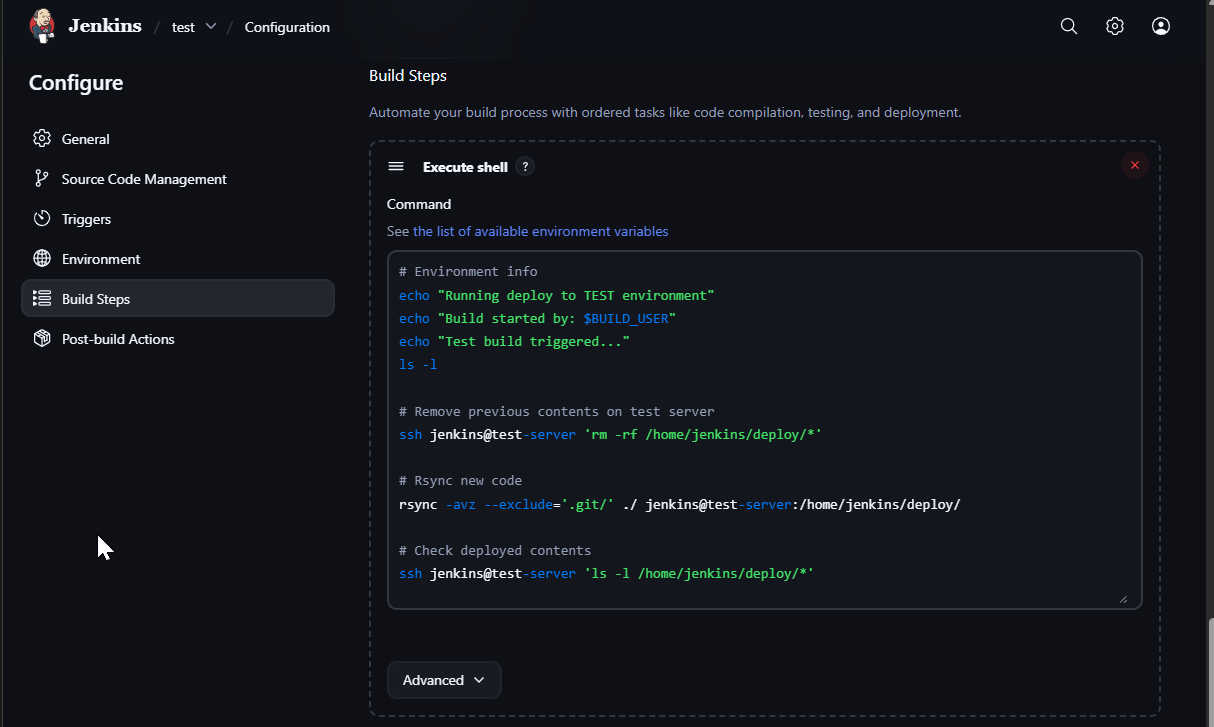 Jenkins / test / Configuration
Configure
General
Source Code Management
Triggers
Environment
Build Steps
Post-build Actions
Build Steps
Automate your build process with ordered tasks like code compilation, testing, and deployment.
Execute shell ?
Command
See the list of available environment variables
# Environment info
echo "Running deploy to TEST environment"
echo "Build started by: $BUILD_USER"
echo "Test build triggered..."
ls -l
# Remove previous contents on test server
ssh jenkins@test-server 'rm -rf /home/jenkins/deploy/*'
# Rsync new code
rsync -avz --exclude='.git/' ./ jenkins@test-server:/home/jenkins/deploy/
# Check deployed contents
ssh jenkins@test-server 'ls -l /home/jenkins/deploy/*'
Advanced